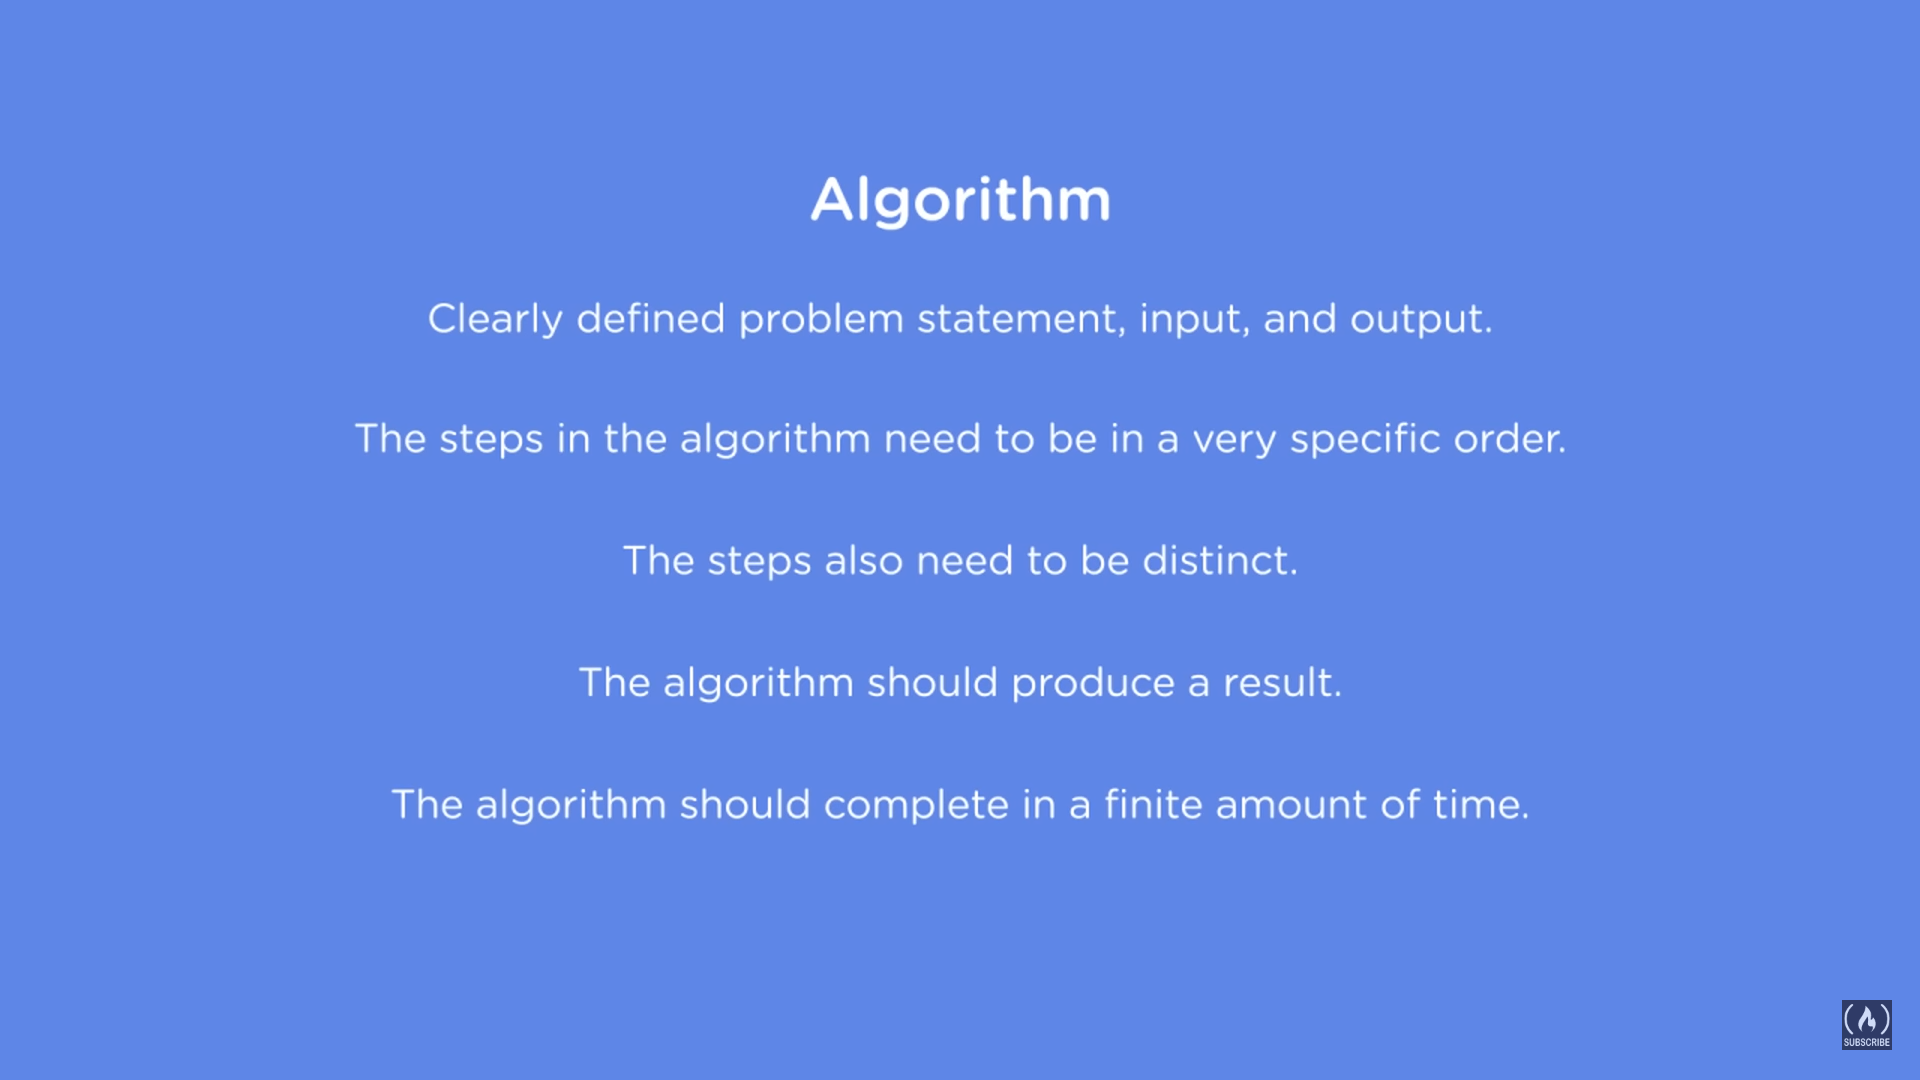 Algorithm
Clearly defined problem statement, input, and output.
The steps in the algorithm need to be in a very specific order.
The steps also need to be distinct.
The algorithm should produce a result.
The algorithm should complete in a finite amount of time.
SUBSCRIBE